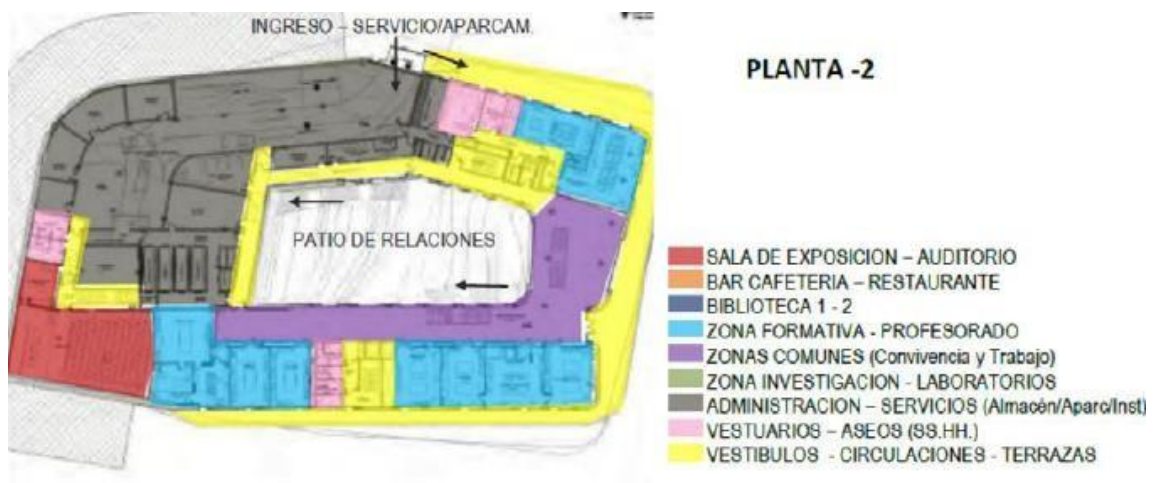 INGRESO – SERVICIO/APARCAM.
PLANTA -2
PATIO DE RELACIONES
SALA DE EXPOSICION – AUDITORIO
BAR CAFETERIA – RESTAURANTE
BIBLIOTECA 1 - 2
ZONA FORMATIVA - PROFESORADO
ZONAS COMUNES (Convivencia y Trabajo)
ZONA INVESTIGACION - LABORATORIOS
ADMINISTRACION – SERVICIOS (Almacén/Aparc/Inst)
VESTUARIOS – ASEOS (SS.HH.)
VESTIBULOS - CIRCULACIONES - TERRAZAS